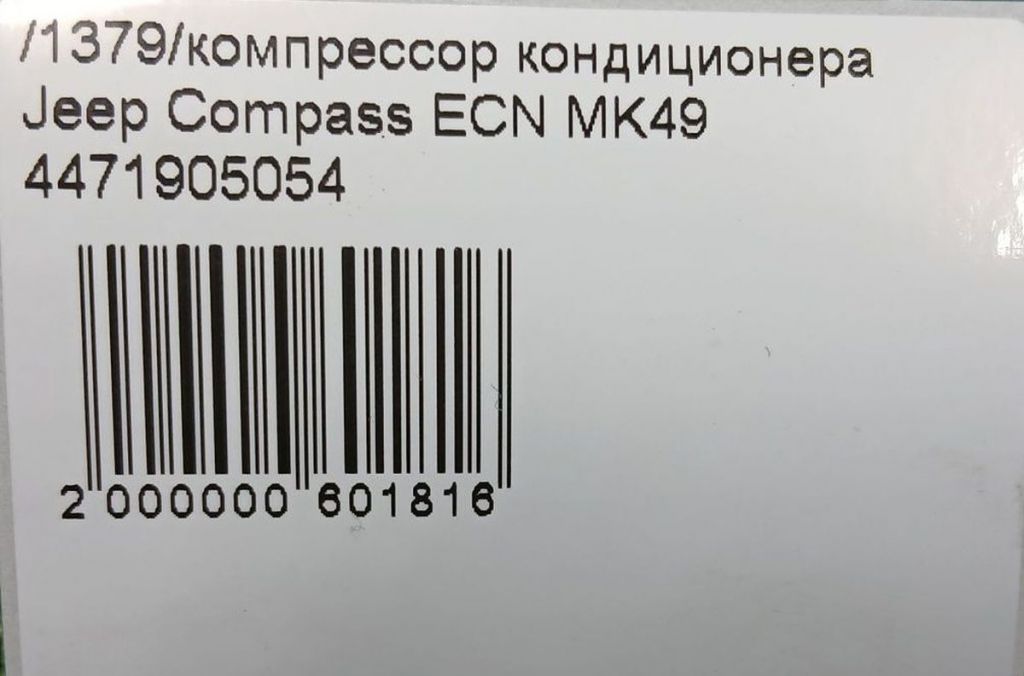 /1379/компрессор кондиционера
Jeep Compass ECN MK49
4471905054
2 000000 601816